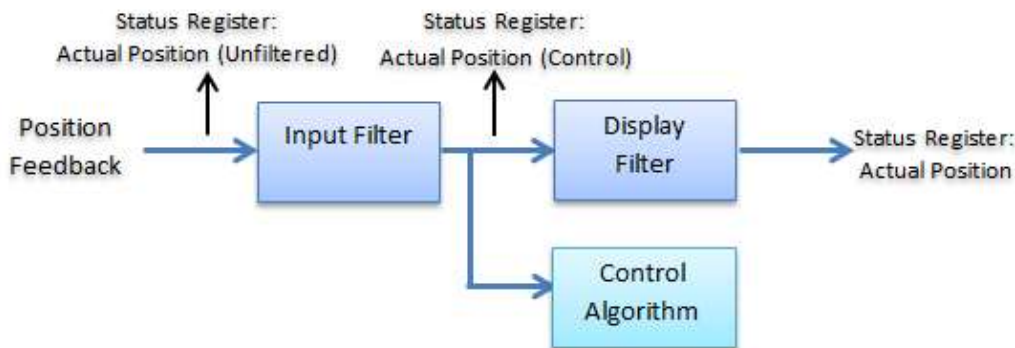 Status Register:
Actual Position (Unfiltered)
Status Register:
Actual Position (Control)
Position
Feedback
Input Filter
Display
Filter
Status Register:
Actual Position
Control
Algorithm